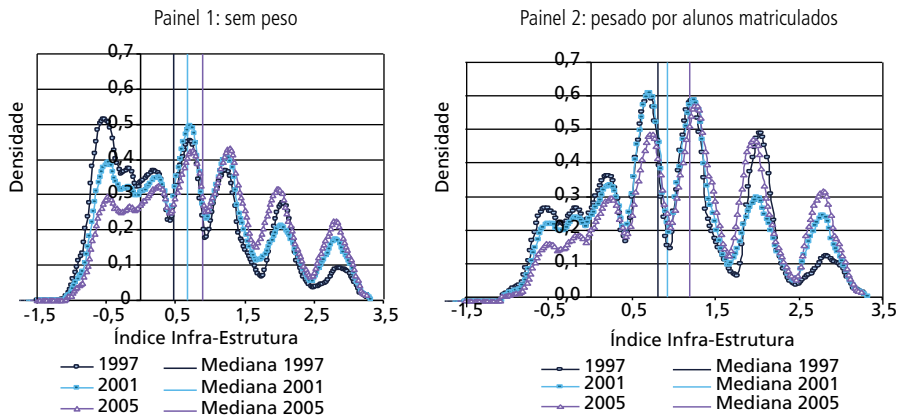 Painel 1: sem peso
0,7
0,6
0,5
0,4
0,3
0,2
0,1
0
Densidade
-1,5
-0,5
0,5
1,5
2,5
3,5
Índice Infra-Estrutura
1997
Mediana 1997
2001
Mediana 2001
2005
Mediana 2005
Painel 2: pesado por alunos matriculados
0,7
0,6
0,5
0,4
0,3
0,2
0,1
0
Densidade
-1,5
-0,5
0,5
1,5
2,5
3,5
Índice Infra-Estrutura
1997
Mediana 1997
2001
Mediana 2001
2005
Mediana 2005